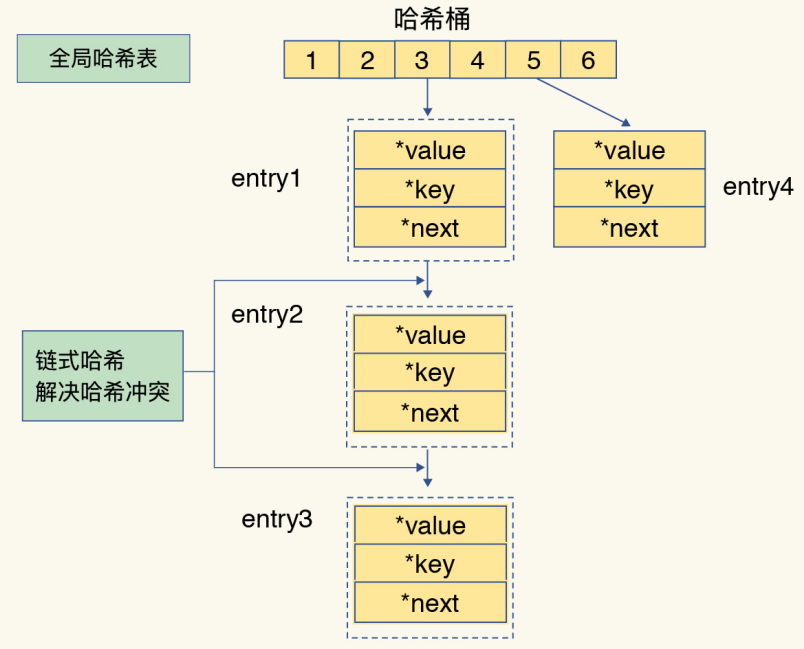 哈希桶
全局哈希表
1 2 3 4 5 6
entry1
*value
*key
*next
*value
*key
*next
entry4
entry2
*value
*key
*next
链式哈希
解决哈希冲突
entry3
*value
*key
*next